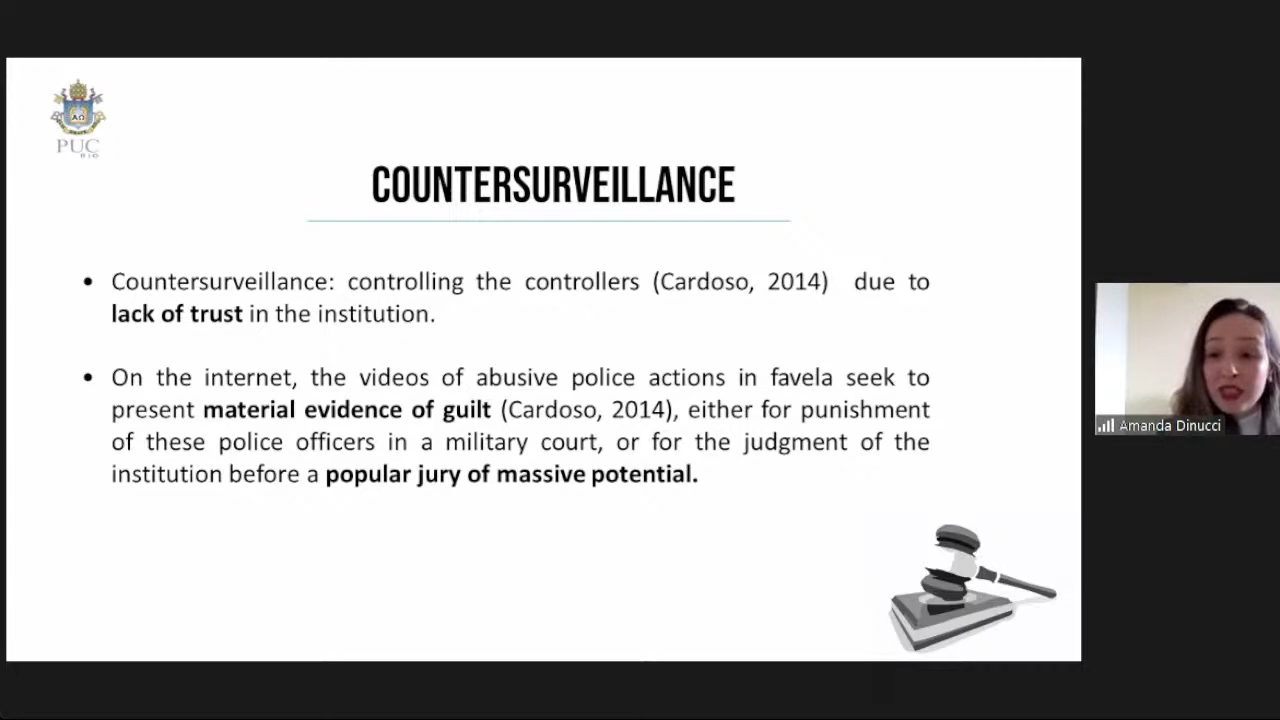 PUC
RIO
COUNTERSURVEILLANCE
• Countersurveillance: controlling the controllers (Cardoso, 2014) due to
lack of trust in the institution.
• On the internet, the videos of abusive police actions in favela seek to
present material evidence of guilt (Cardoso, 2014), either for punishment
of these police officers in a military court, or for the judgment of the
institution before a popular jury of massive potential.
Amanda Dinucci